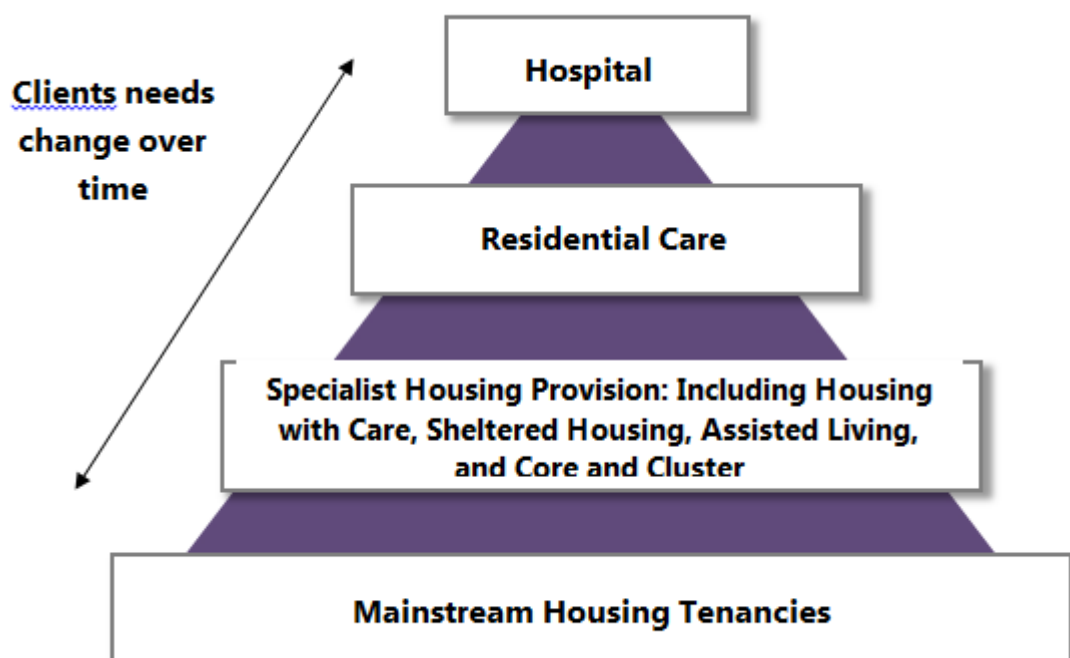 Hospital
Clients needs
change over
time
Residential Care
Specialist Housing Provision: Including Housing
with Care, Sheltered Housing, Assisted Living,
and Core and Cluster
Mainstream Housing Tenancies